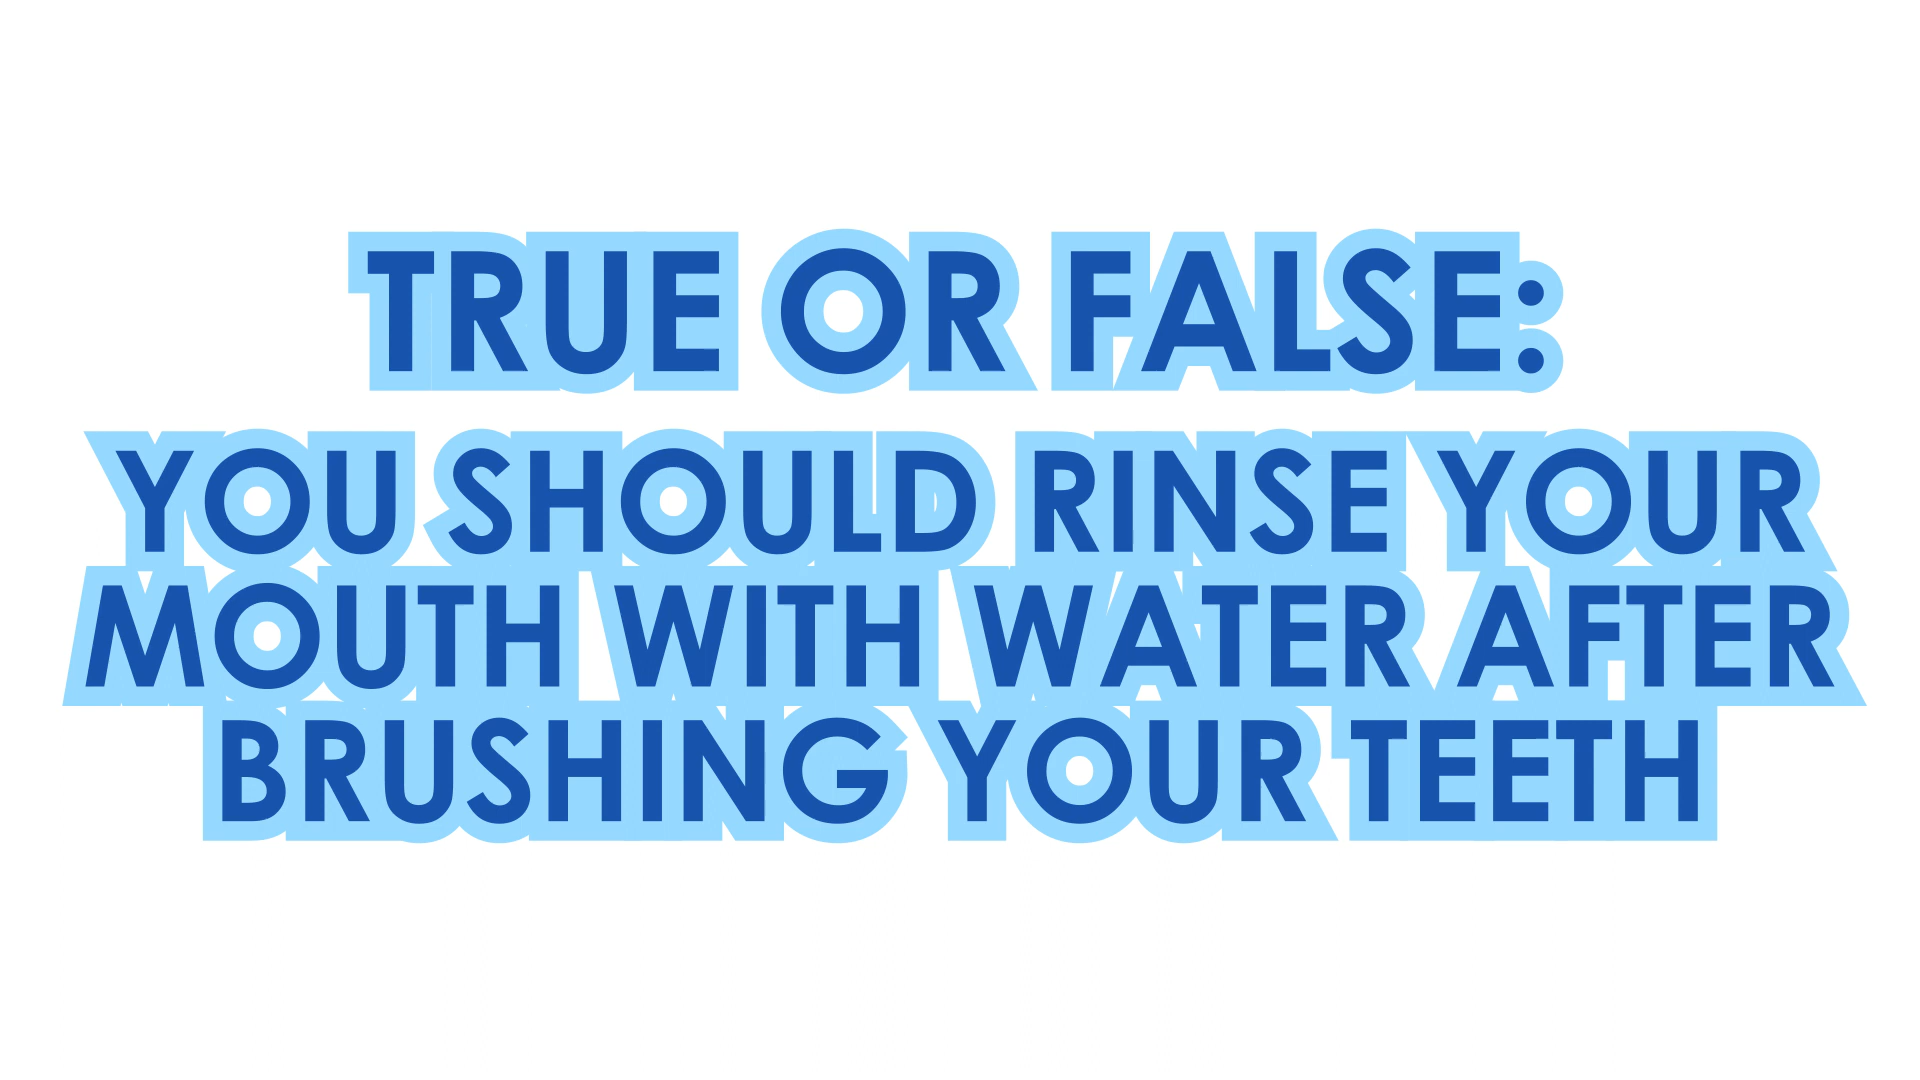 TRUE OR FALSE:
YOU SHOULD RINSE YOUR
MOUTH WITH WATER AFTER
BRUSHING YOUR TEETH